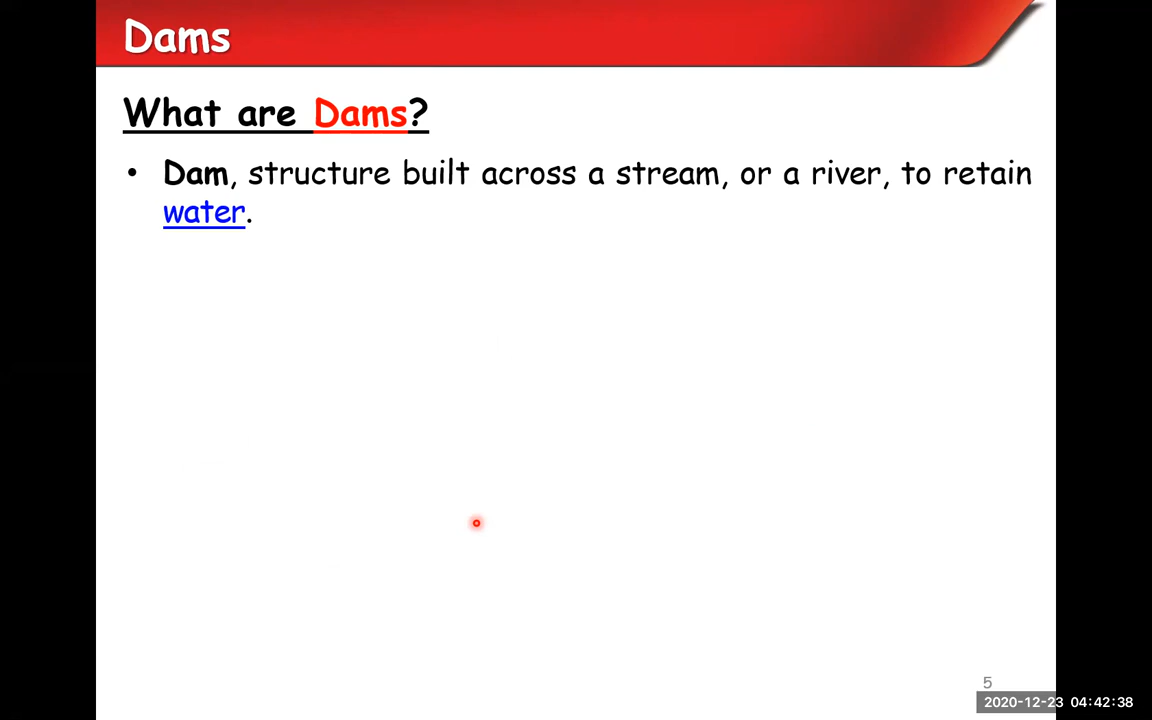 Dams
What are Dams?
• Dam, structure built across a stream, or a river, to retain
water.
5
2020-12-23 04:42:38